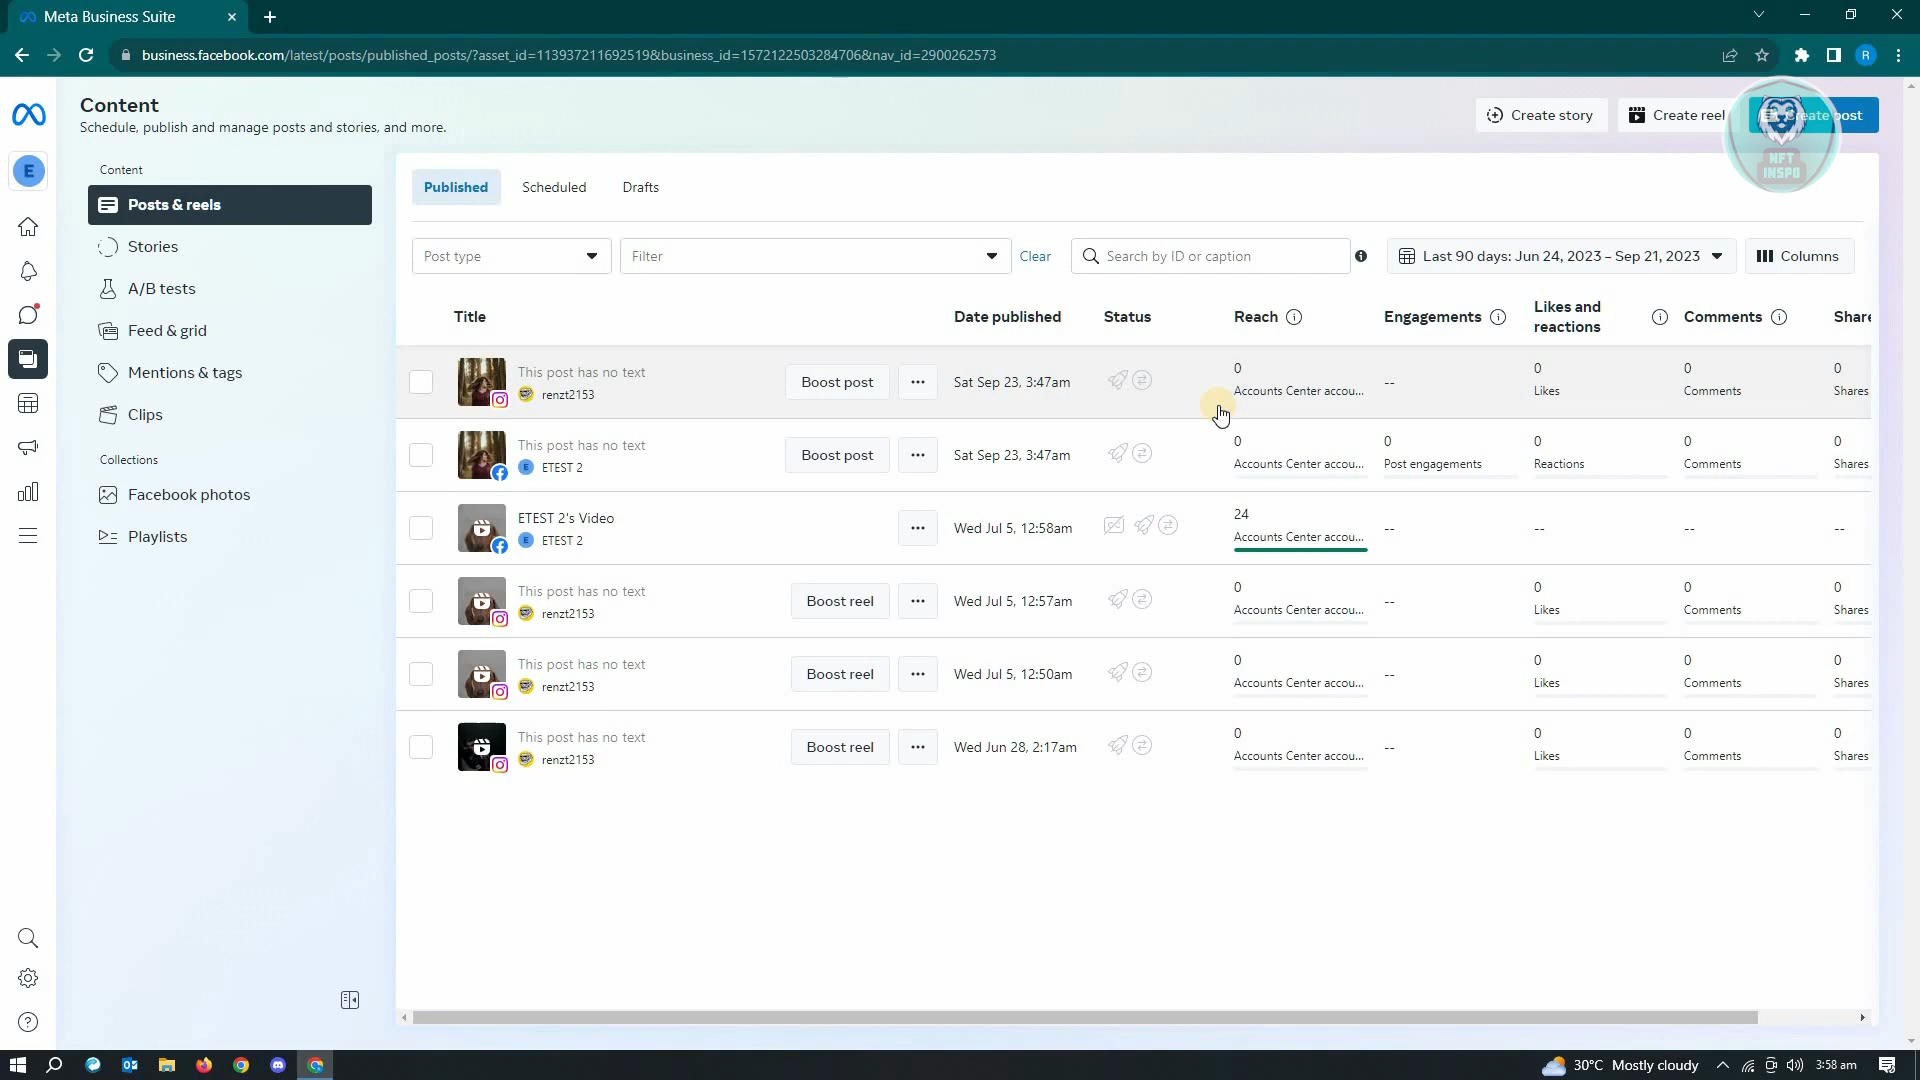 Meta Business Suite
business.facebook.com/latest/posts/published_posts/?asset_id=113937211692519&business_id=1572122503284706&nav_id=2900262573
R
Content
Schedule, publish and manage posts and stories, and more.
Create story
Create reel
Create post
NFT
INSPO
E
Content
Posts & reels
Stories
A/B tests
Feed & grid
Mentions & tags
Clips
Collections
Facebook photos
Playlists
Published
Scheduled
Drafts
Post type
Filter
Clear
Search by ID or caption
Last 90 days: Jun 24, 2023 – Sep 21, 2023
Columns
Title
Date published
Status
Reach
Engagements
Likes and
reactions
Comments
Share
This post has no text
renzt2153
Boost post
Sat Sep 23, 3:47am
0
Accounts Center accou...
--
0
Likes
0
Comments
0
Shares
This post has no text
E ETEST 2
Boost post
Sat Sep 23, 3:47am
0
Accounts Center accou...
0
Post engagements
0
Reactions
0
Comments
0
Shares
ETEST 2's Video
E ETEST 2
Wed Jul 5, 12:58am
24
Accounts Center accou...
--
--
--
--
This post has no text
renzt2153
Boost reel
Wed Jul 5, 12:57am
0
Accounts Center accou...
--
0
Likes
0
Comments
0
Shares
This post has no text
renzt2153
Boost reel
Wed Jul 5, 12:50am
0
Accounts Center accou...
--
0
Likes
0
Comments
0
Shares
This post has no text
renzt2153
Boost reel
Wed Jun 28, 2:17am
0
Accounts Center accou...
--
0
Likes
0
Comments
0
Shares
30°C Mostly cloudy
3:58 am